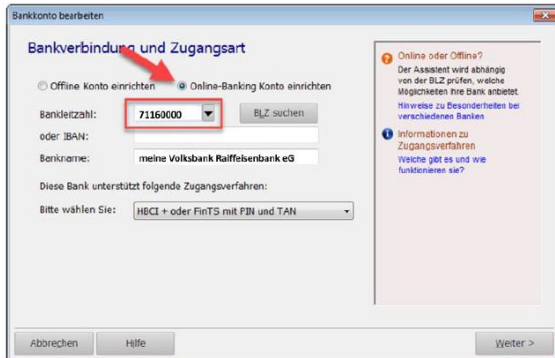 Bankkonto bearbeiten
Bankverbindung und Zugangsart
Offline Konto einrichten
Online-Banking Konto einrichten
Bankleitzahl:
71160000
BLZ suchen
oder IBAN:
Bankname:
meine Volksbank Raiffeisenbank eG
Diese Bank unterstützt folgende Zugangsverfahren:
Bitte wählen Sie:
HBCI + oder FinTS mit PIN und TAN
Online oder Offline?
Der Assistent wird abhängig
von der BLZ prüfen, welche
Möglichkeiten Ihre Bank anbietet.
Hinweise zu Besonderheiten bei
verschiedenen Banken
Informationen zu
Zugangsverfahren
Welche gibt es und wie
funktionieren sie?
Abbrechen
Hilfe
Weiter >